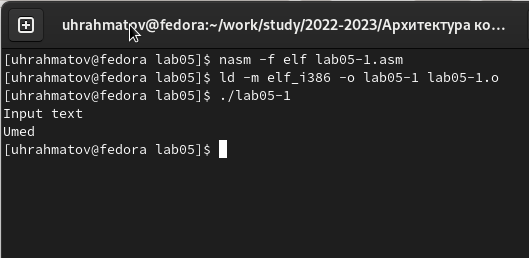 uhrahmatov@fedora:~/work/study/2022-2023/Архитектура ко...
[uhrahmatov@fedora lab05]$ nasm -f elf lab05-1.asm
[uhrahmatov@fedora lab05]$ ld -m elf_i386 -o lab05-1 lab05-1.o
[uhrahmatov@fedora lab05]$ ./lab05-1
Input text
Umed
[uhrahmatov@fedora lab05]$